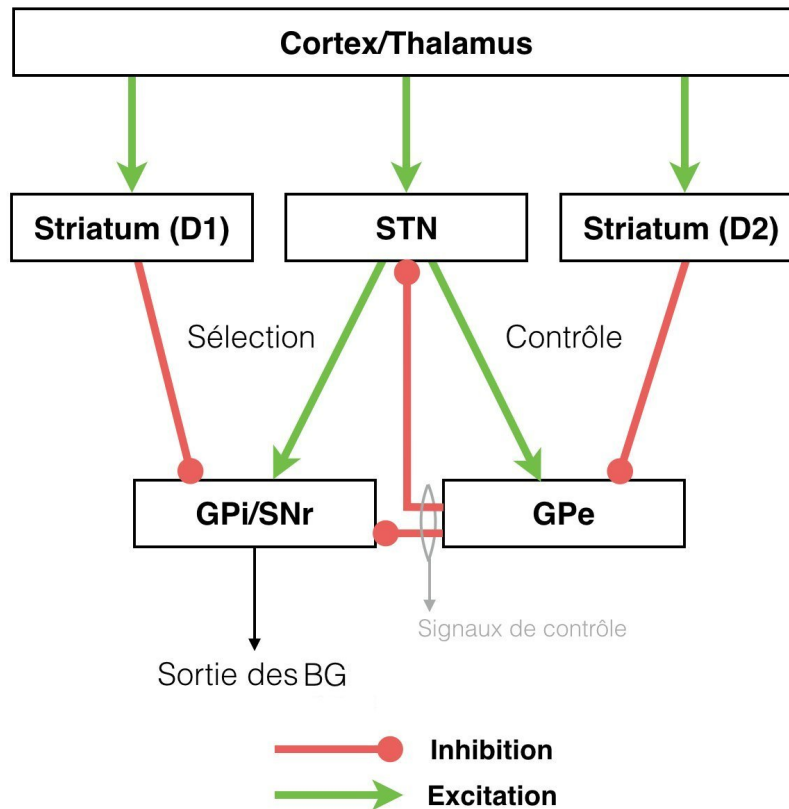 Cortex/Thalamus
Striatum (D1)
STN
Striatum (D2)
Sélection
Contrôle
GPi/SNr
GPe
Signaux de contrôle
Sortie des BG
Inhibition
Excitation